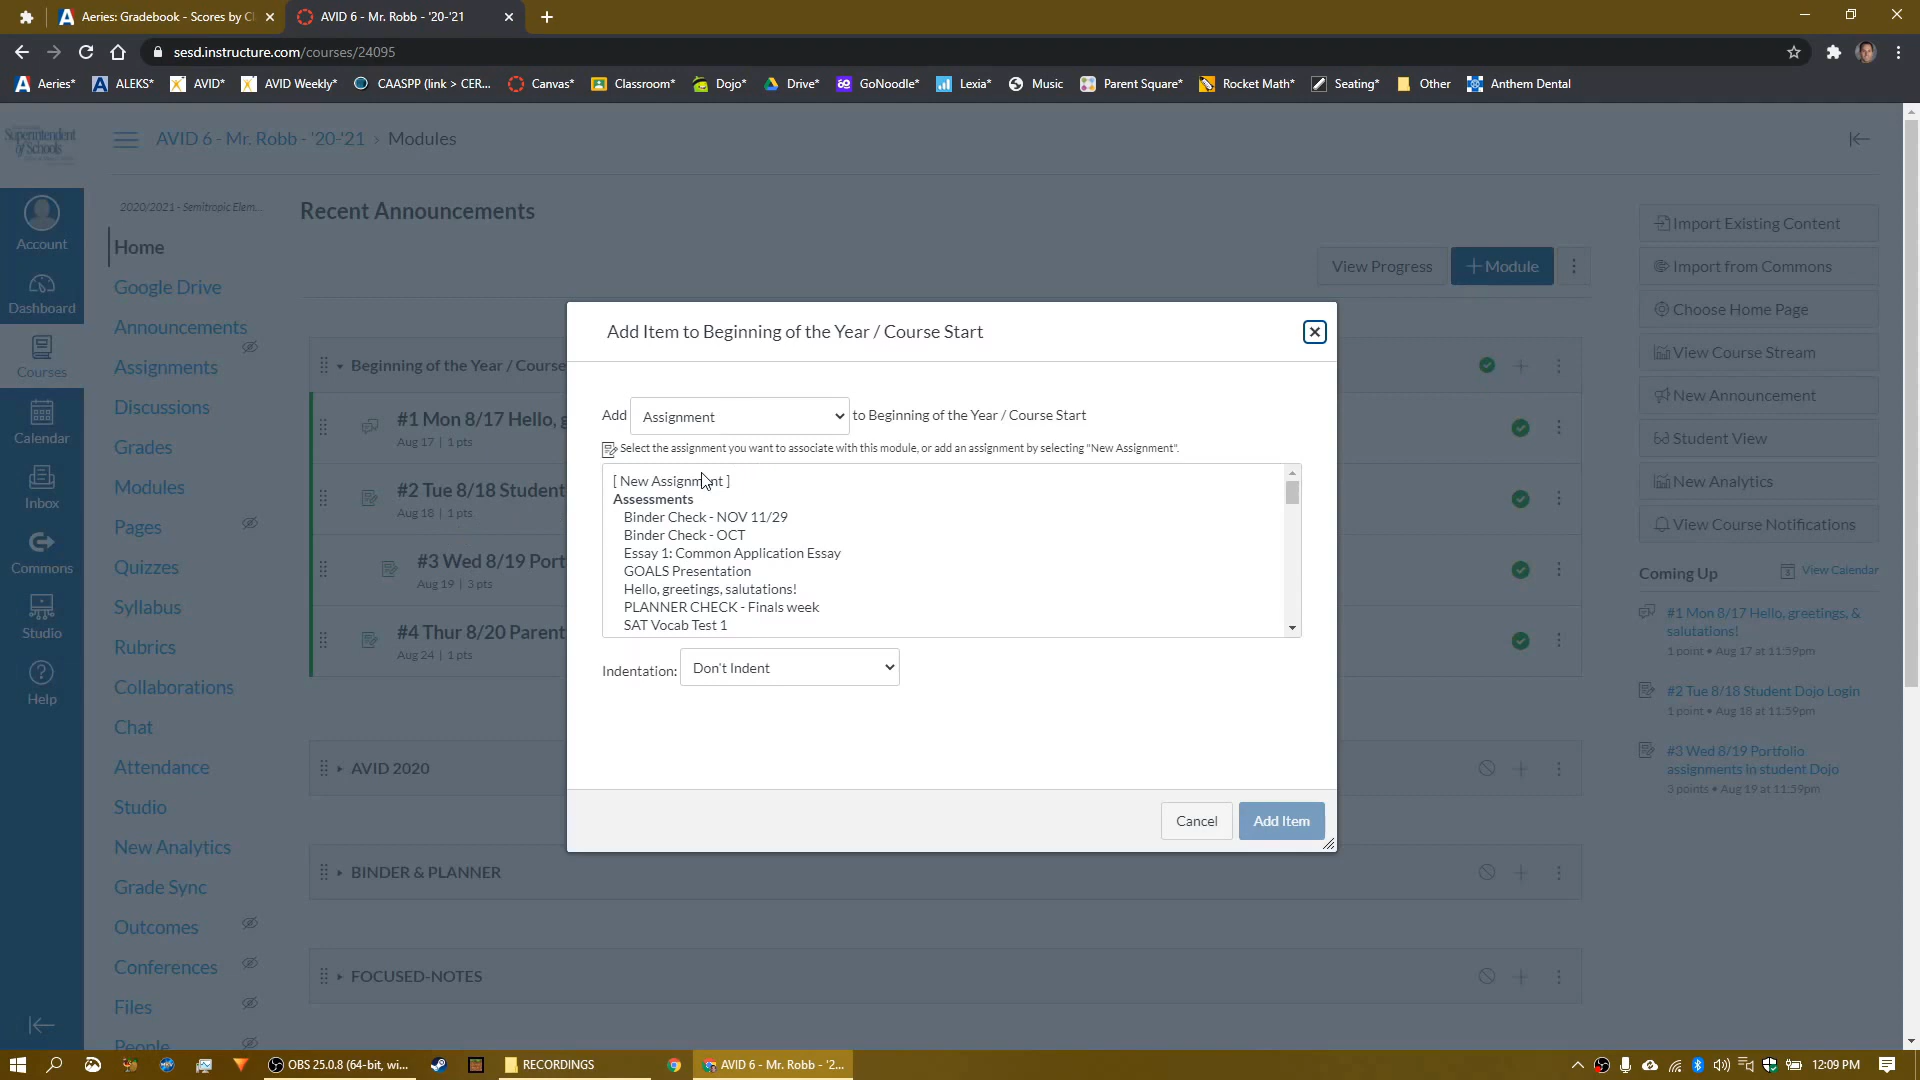 Aeries: Gradebook - Scores by Cl
AVID 6 - Mr. Robb - '20-'21
sesd.instructure.com/courses/24095
Aeries*
ALEKS*
AVID*
AVID Weekly*
CAASPP (link > CER...
Canvas*
Classroom*
Dojo*
Drive*
GoNoodle*
Lexia*
Music
Parent Square*
Rocket Math*
Seating*
Other
Anthem Dental
Superintendent
of Schools
AVID 6 - Mr. Robb - '20-'21 › Modules
Account
Dashboard
Courses
Calendar
Inbox
Commons
Studio
Help
2020/2021 - Semitropic Elem...
Home
Google Drive
Announcements
Assignments
Discussions
Grades
Modules
Pages
Quizzes
Syllabus
Rubrics
Collaborations
Chat
Attendance
Studio
New Analytics
Grade Sync
Outcomes
Conferences
Files
People
Recent Announcements
View Progress
+ Module
Beginning of the Year / Course
#1 Mon 8/17 Hello, g
Aug 17 | 1 pts
#2 Tue 8/18 Student
Aug 18 | 1 pts
#3 Wed 8/19 Port
Aug 19 | 3 pts
#4 Thur 8/20 Parent
Aug 24 | 1 pts
AVID 2020
BINDER & PLANNER
FOCUSED-NOTES
Add Item to Beginning of the Year / Course Start
Add Assignment to Beginning of the Year / Course Start
Select the assignment you want to associate with this module, or add an assignment by selecting "New Assignment".
[ New Assignment ]
Assessments
Binder Check - NOV 11/29
Binder Check - OCT
Essay 1: Common Application Essay
GOALS Presentation
Hello, greetings, salutations!
PLANNER CHECK - Finals week
SAT Vocab Test 1
Indentation: Don't Indent
Cancel
Add Item
Import Existing Content
Import from Commons
Choose Home Page
View Course Stream
New Announcement
Student View
New Analytics
View Course Notifications
Coming Up
View Calendar
#1 Mon 8/17 Hello, greetings, &
salutations!
1 point • Aug 17 at 11:59pm
#2 Tue 8/18 Student Dojo Login
1 point • Aug 18 at 11:59pm
#3 Wed 8/19 Portfolio
assignments in student Dojo
3 points • Aug 19 at 11:59pm
OBS 25.0.8 (64-bit, wi...
RECORDINGS
AVID 6 - Mr. Robb - '2...
12:09 PM